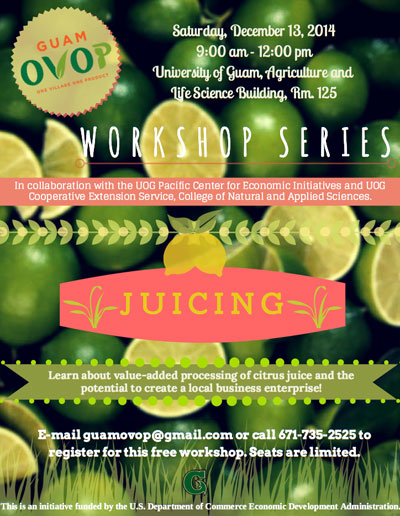 GUAM
OVOP
ONE VILLAGE ONE PRODUCT
Saturday, December 13, 2014
9:00 am - 12:00 pm
University of Guam, Agriculture and
Life Science Building, Rm. 125
WORKSHOP SERIES
In collaboration with the UOG Pacific Center for Economic Initiatives and UOG
Cooperative Extension Service, College of Natural and Applied Sciences.
JUICING
Learn about value-added processing of citrus juice and the
potential to create a local business enterprise!
E-mail guamovop@gmail.com or call 671-735-2525 to
register for this free workshop. Seats are limited.
G
This is an initiative funded by the U.S. Department of Commerce Economic Development Administration.